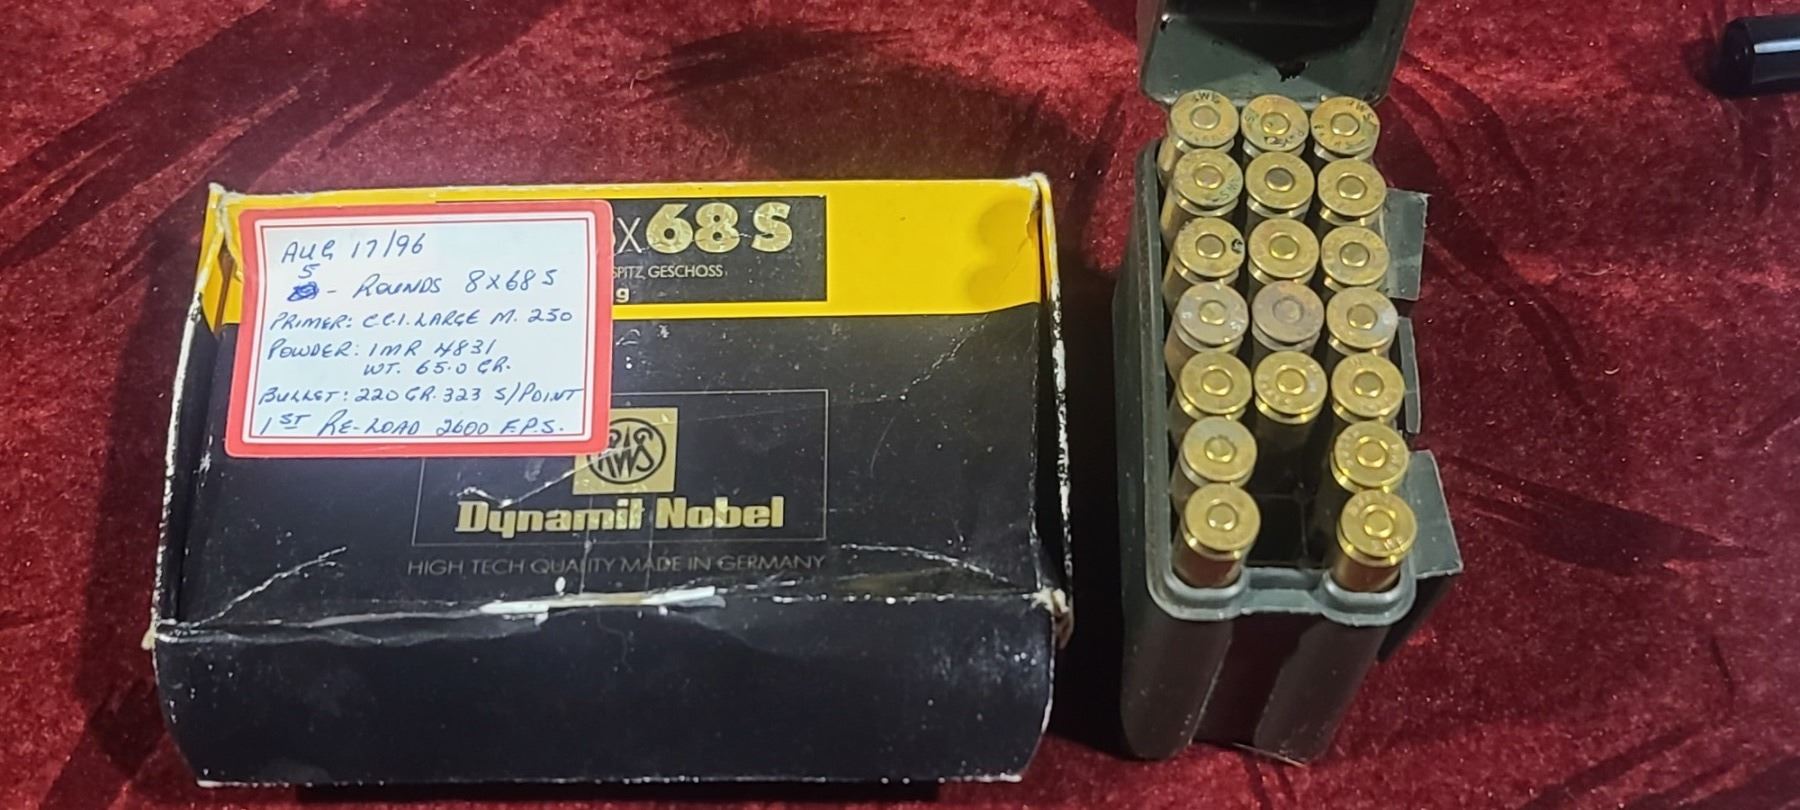 AUG 17/96
5 - ROUNDS 8X68 S
PRIMER: C.C.I. LARGE M. 250
POWDER: IMR 4831
WT. 65.0 GR.
BULLET: 220 GR. 323 S/POINT
1ST RE-LOAD 2600 F.P.S.
X68 S
SPITZ GESCHOSS
g
RWS
Dynamit Nobel
HIGH TECH QUALITY MADE IN GERMANY
RWS